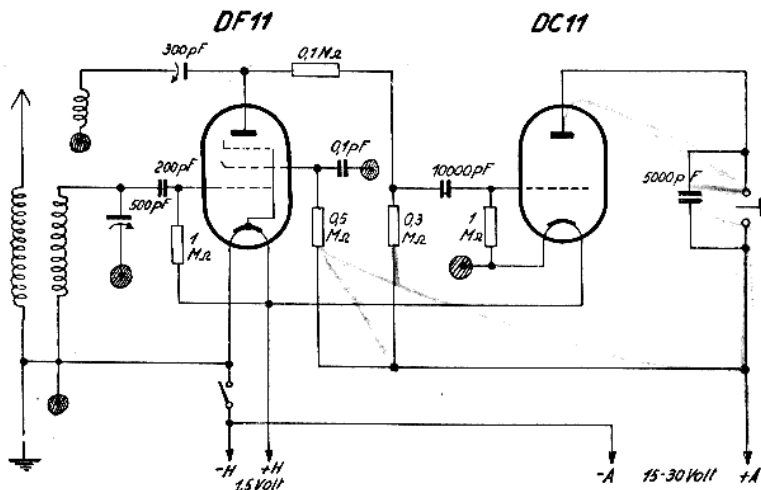 DF11
DC11
300pF
0,1 MΩ
200pF
0,1pF
10000pF
5000pF
500pF
1 MΩ
0,5 MΩ
0,3 MΩ
1 MΩ
-H
+H
1,5 Volt
-A
15-30 Volt
+A